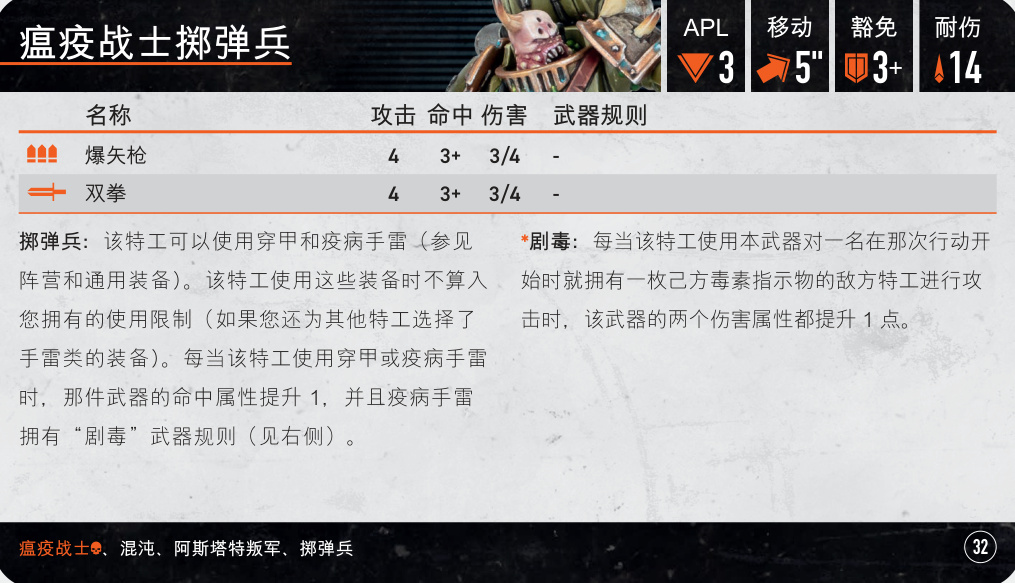 瘟疫战士掷弹兵
APL 移动 豁免 耐伤
3 5" 3+ 14
名称 攻击 命中 伤害 武器规则
爆矢枪 4 3+ 3/4 -
双拳 4 3+ 3/4 -
掷弹兵：该特工可以使用穿甲和疫病手雷（参见
阵营和通用装备）。该特工使用这些装备时不算入
您拥有的使用限制（如果您还为其他特工选择了
手雷类的装备）。每当该特工使用穿甲或疫病手雷
时，那件武器的命中属性提升 1，并且疫病手雷
拥有“剧毒”武器规则（见右侧）。
*剧毒：每当该特工使用本武器对一名在那次行动开
始时就拥有一枚己方毒素指示物的敌方特工进行攻
击时，该武器的两个伤害属性都提升 1 点。
瘟疫战士、混沌、阿斯塔特叛军、掷弹兵
32